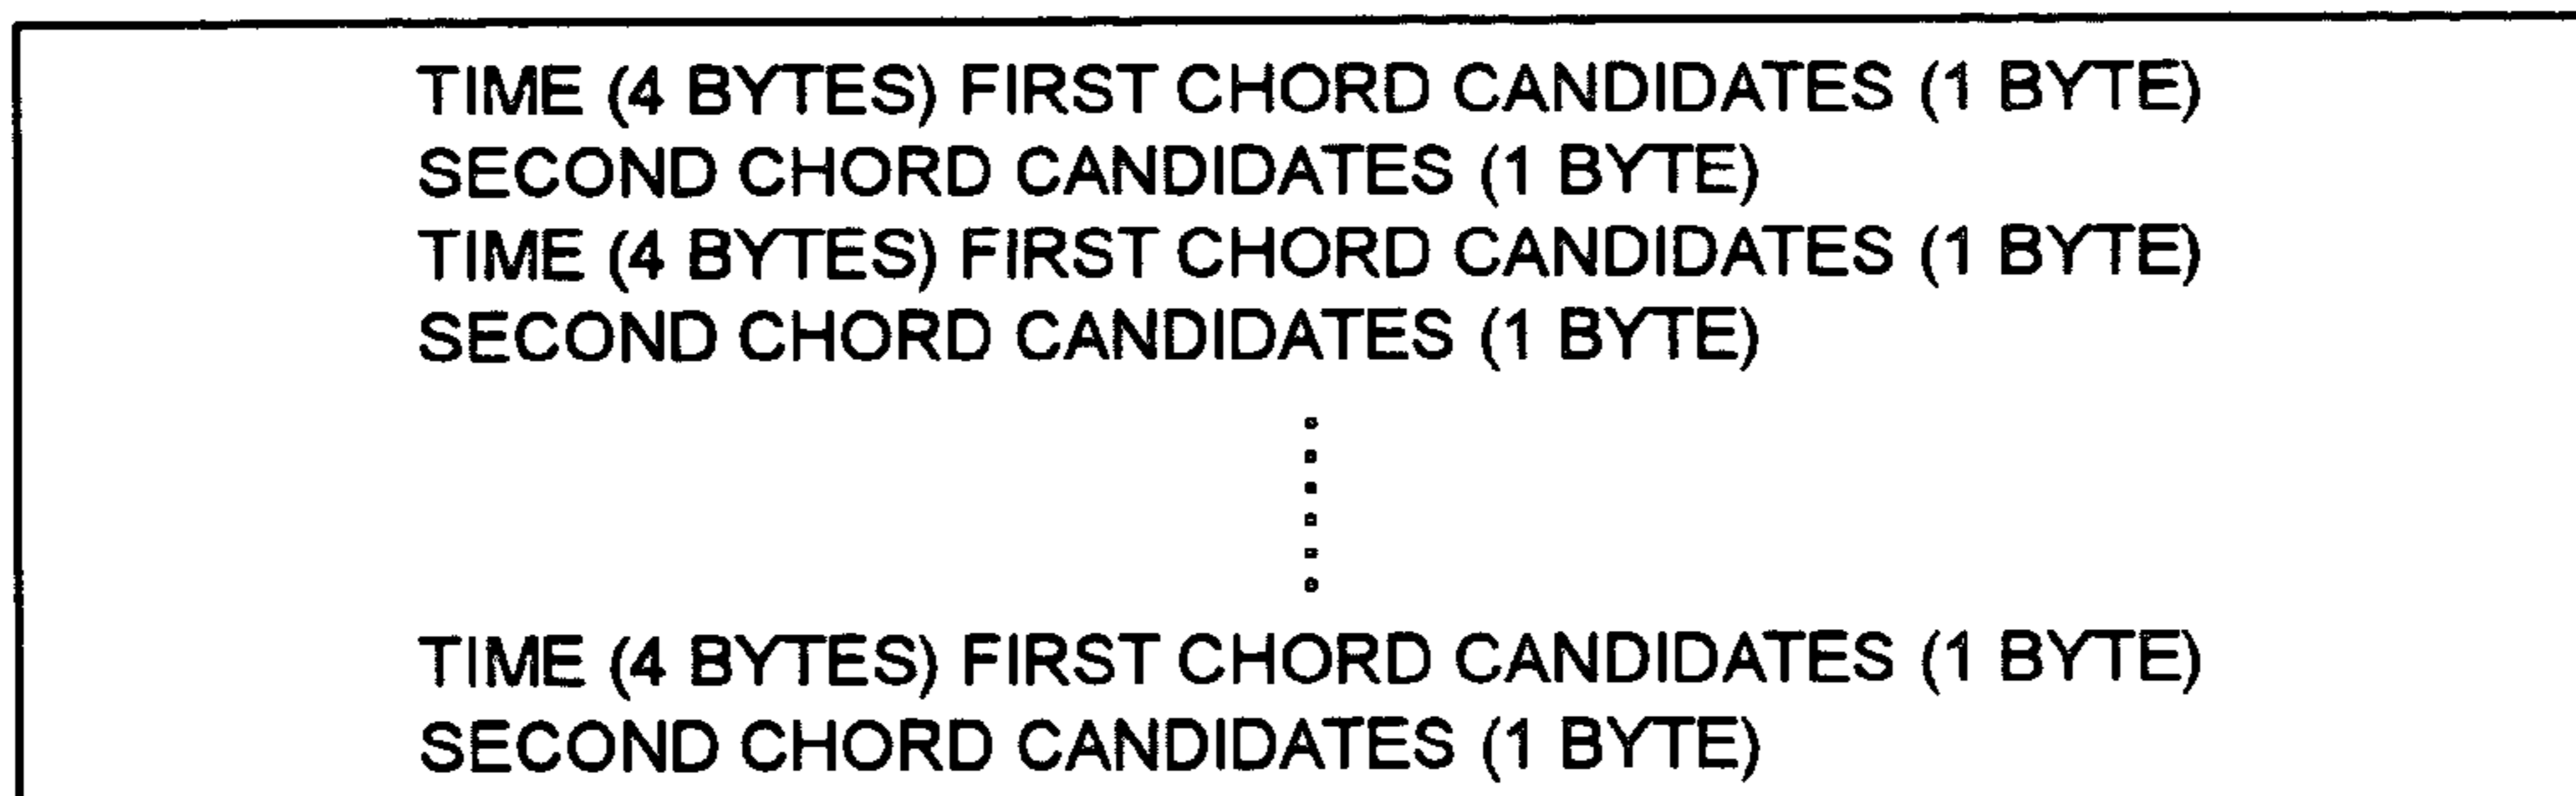 TIME (4 BYTES) FIRST CHORD CANDIDATES (1 BYTE)
SECOND CHORD CANDIDATES (1 BYTE)
TIME (4 BYTES) FIRST CHORD CANDIDATES (1 BYTE)
SECOND CHORD CANDIDATES (1 BYTE)
TIME (4 BYTES) FIRST CHORD CANDIDATES (1 BYTE)
SECOND CHORD CANDIDATES (1 BYTE)